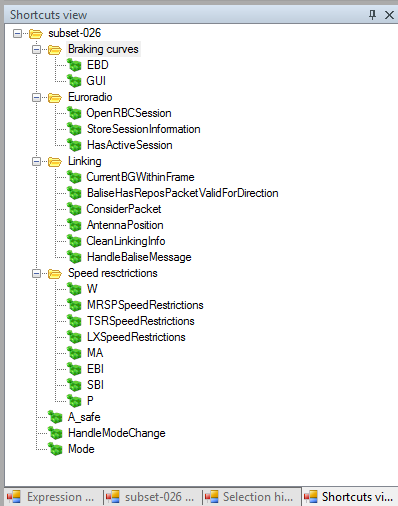 Shortcuts view
subset-026
Braking curves
EBD
GUI
Euroradio
OpenRBCSession
StoreSessionInformation
HasActiveSession
Linking
CurrentBGWithinFrame
BaliseHasReposPacketValidForDirection
ConsiderPacket
AntennaPosition
CleanLinkingInfo
HandleBaliseMessage
Speed resctrictions
W
MRSPSpeedRestrictions
TSRSpeedRestrictions
LXSpeedRestrictions
MA
EBI
SBI
P
A_safe
HandleModeChange
Mode
Expression ... subset-026 ... Selection hi... Shortcuts vi...